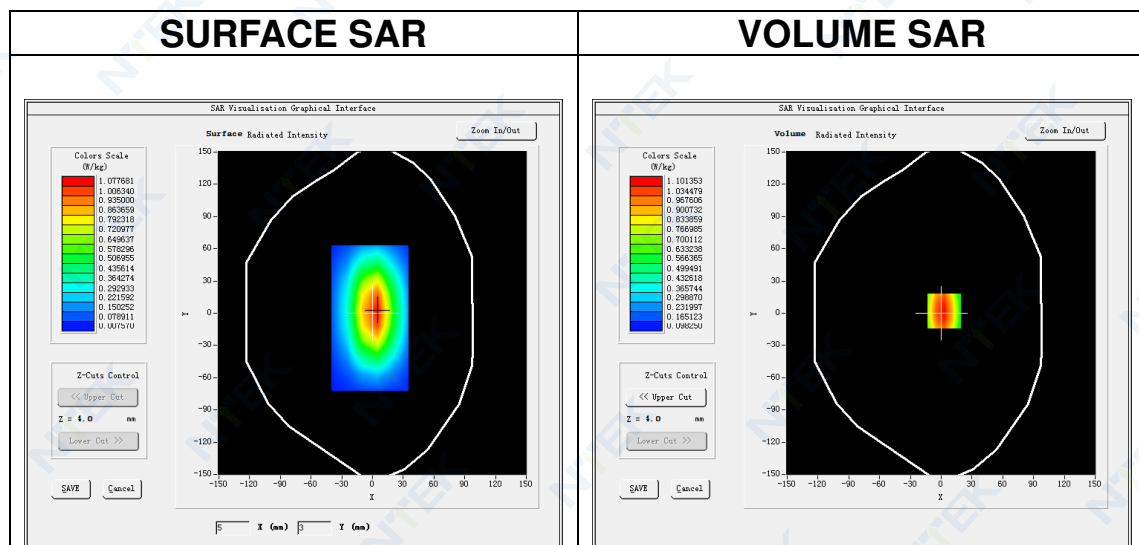 SURFACE SAR
VOLUME SAR
SAR Visualisation Graphical Interface
Surface Radiated Intensity
Zoom In/Out
Colors Scale
(W/kg)
1.077681
1.006340
0.935000
0.863659
0.792318
0.720977
0.649637
0.578296
0.506955
0.435614
0.364274
0.292933
0.221592
0.150252
0.078911
0.007570
150
120
90
60
30
0
-30
-60
-90
-120
-150
Y
-150 -120 -90 -60 -30 0 30 60 90 120 150
X
Z-Cuts Control
<< Upper Cut
Z = 4.0 mm
Lower Cut >>
SAVE Cancel
5 X (mm) 3 Y (mm)
SAR Visualisation Graphical Interface
Volume Radiated Intensity
Zoom In/Out
Colors Scale
(W/kg)
1.101353
1.034479
0.967606
0.900732
0.833859
0.766985
0.700112
0.633238
0.566365
0.499491
0.432618
0.365744
0.298870
0.231997
0.165123
0.098250
150
120
90
60
30
0
-30
-60
-90
-120
-150
Y
-150 -120 -90 -60 -30 0 30 60 90 120 150
X
Z-Cuts Control
<< Upper Cut
Z = 4.0 mm
Lower Cut >>
SAVE Cancel
NTEK